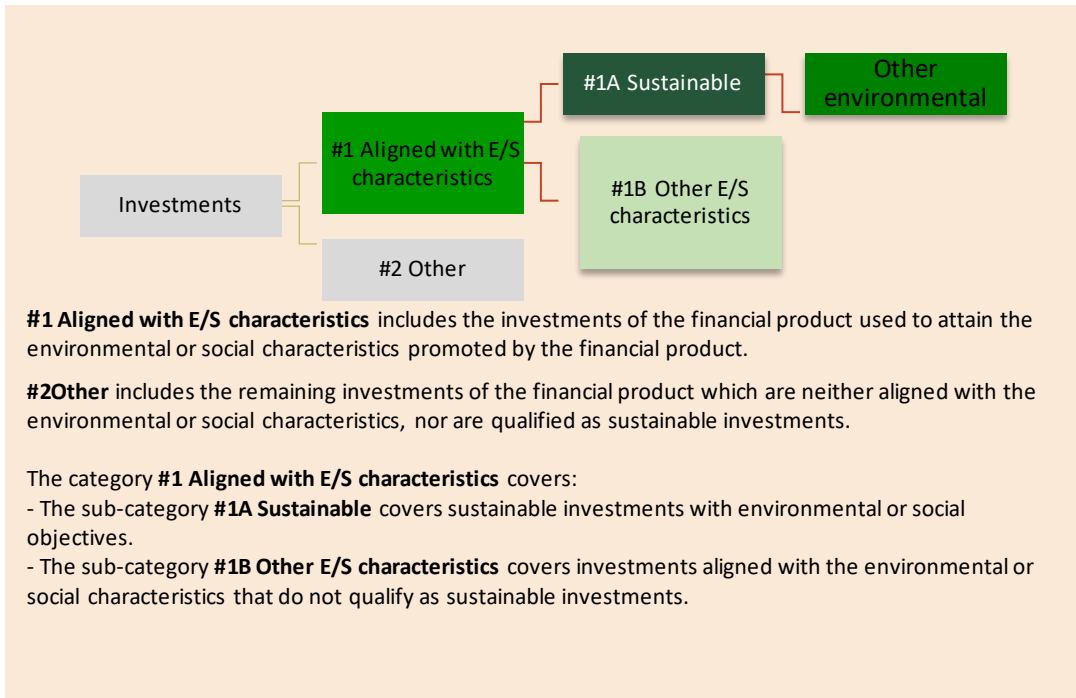 #1A Sustainable
Other
environmental
#1 Aligned with E/S
characteristics
#1B Other E/S
characteristics
Investments
#2 Other
#1 Aligned with E/S characteristics includes the investments of the financial product used to attain the
environmental or social characteristics promoted by the financial product.
#2Other includes the remaining investments of the financial product which are neither aligned with the
environmental or social characteristics, nor are qualified as sustainable investments.
The category #1 Aligned with E/S characteristics covers:
- The sub-category #1A Sustainable covers sustainable investments with environmental or social
objectives.
- The sub-category #1B Other E/S characteristics covers investments aligned with the environmental or
social characteristics that do not qualify as sustainable investments.